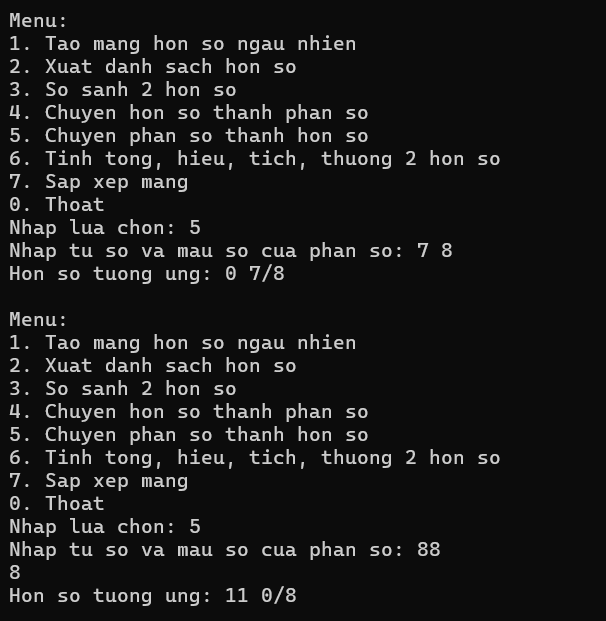 Menu:
1. Tao mang hon so ngau nhien
2. Xuat danh sach hon so
3. So sanh 2 hon so
4. Chuyen hon so thanh phan so
5. Chuyen phan so thanh hon so
6. Tinh tong, hieu, tich, thuong 2 hon so
7. Sap xep mang
0. Thoat
Nhap lua chon: 5
Nhap tu so va mau so cua phan so: 7 8
Hon so tuong ung: 0 7/8

Menu:
1. Tao mang hon so ngau nhien
2. Xuat danh sach hon so
3. So sanh 2 hon so
4. Chuyen hon so thanh phan so
5. Chuyen phan so thanh hon so
6. Tinh tong, hieu, tich, thuong 2 hon so
7. Sap xep mang
0. Thoat
Nhap lua chon: 5
Nhap tu so va mau so cua phan so: 88
8
Hon so tuong ung: 11 0/8